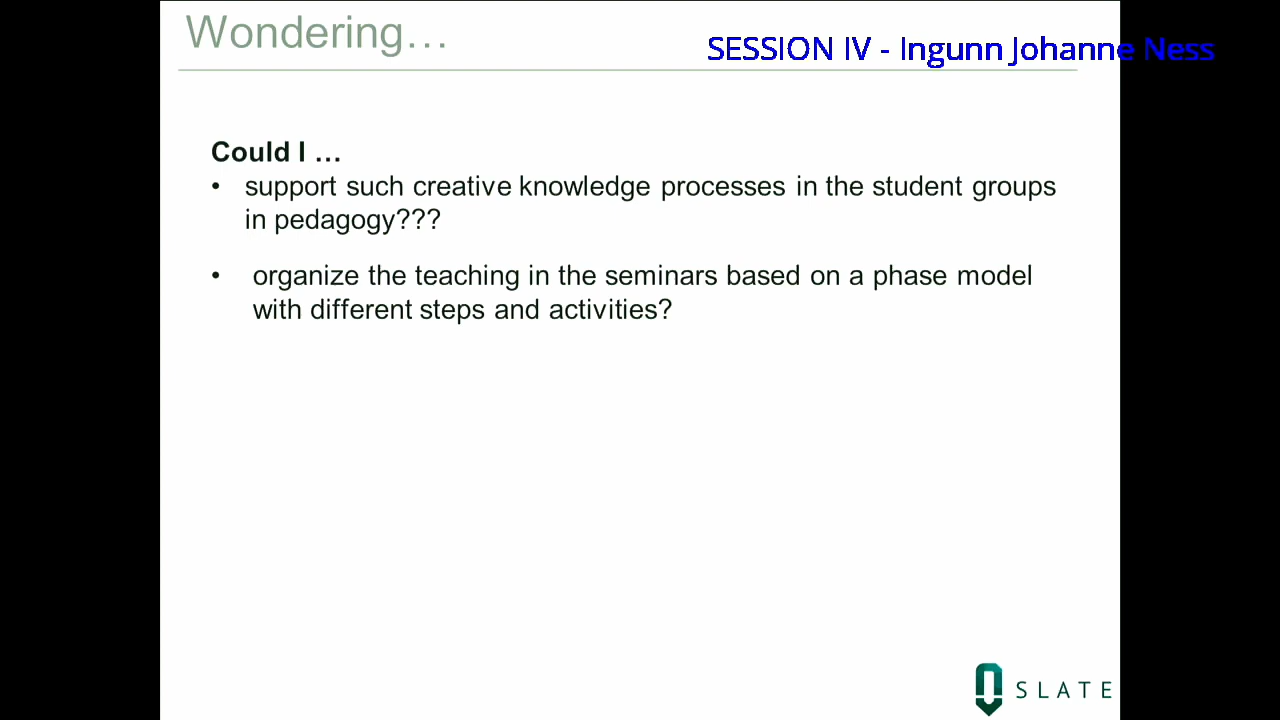 Wondering…
SESSION IV - Ingunn Johanne Ness
Could I …
• support such creative knowledge processes in the student groups
in pedagogy???
• organize the teaching in the seminars based on a phase model
with different steps and activities?
SLATE